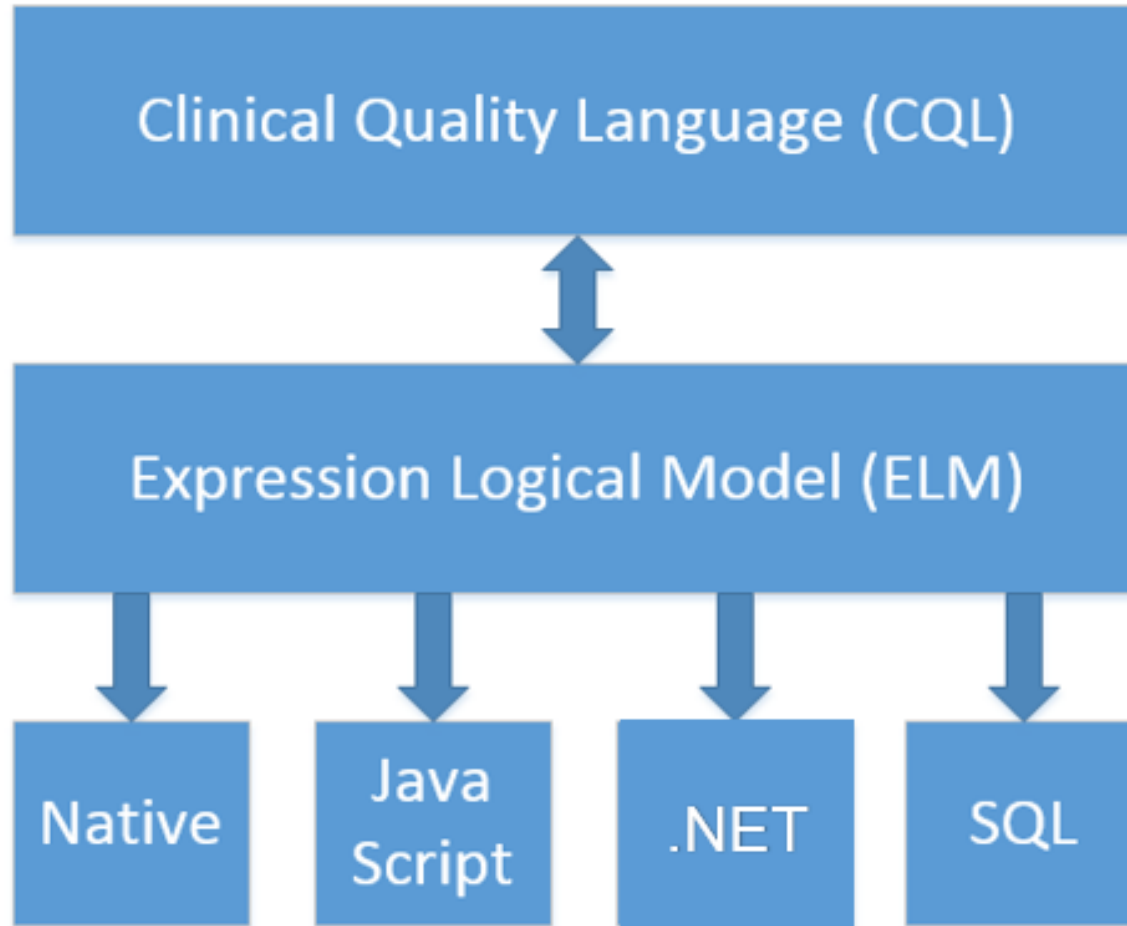 Clinical Quality Language (CQL)
Expression Logical Model (ELM)
Native
Java
Script
.NET
SQL